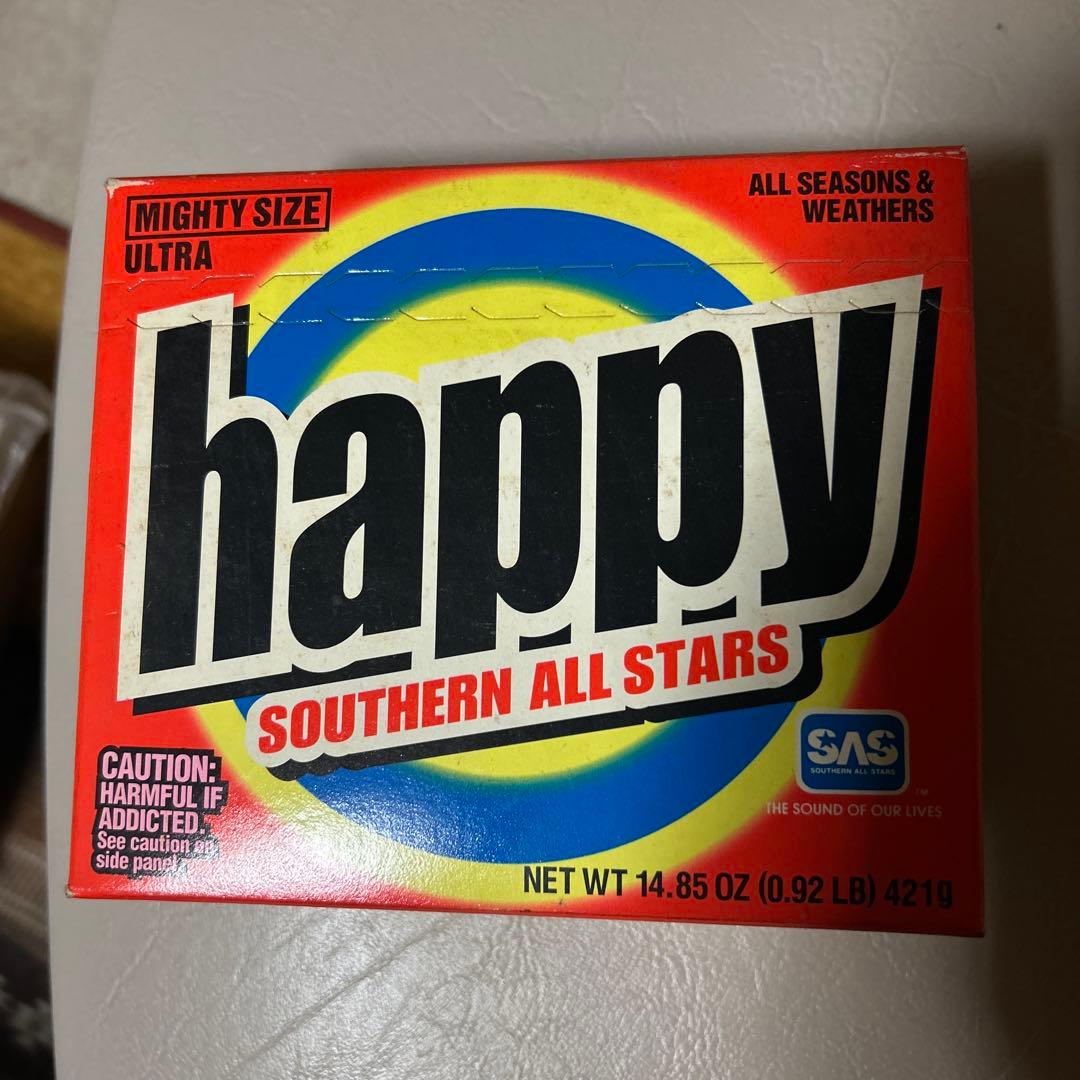 MIGHTY SIZE
ULTRA
ALL SEASONS &
WEATHERS
happy
SOUTHERN ALL STARS
CAUTION:
HARMFUL IF
ADDICTED.
See caution on
side panel.
SAS
SOUTHERN ALL STARS
TM
THE SOUND OF OUR LIVES
NET WT 14.85 OZ (0.92 LB) 421g